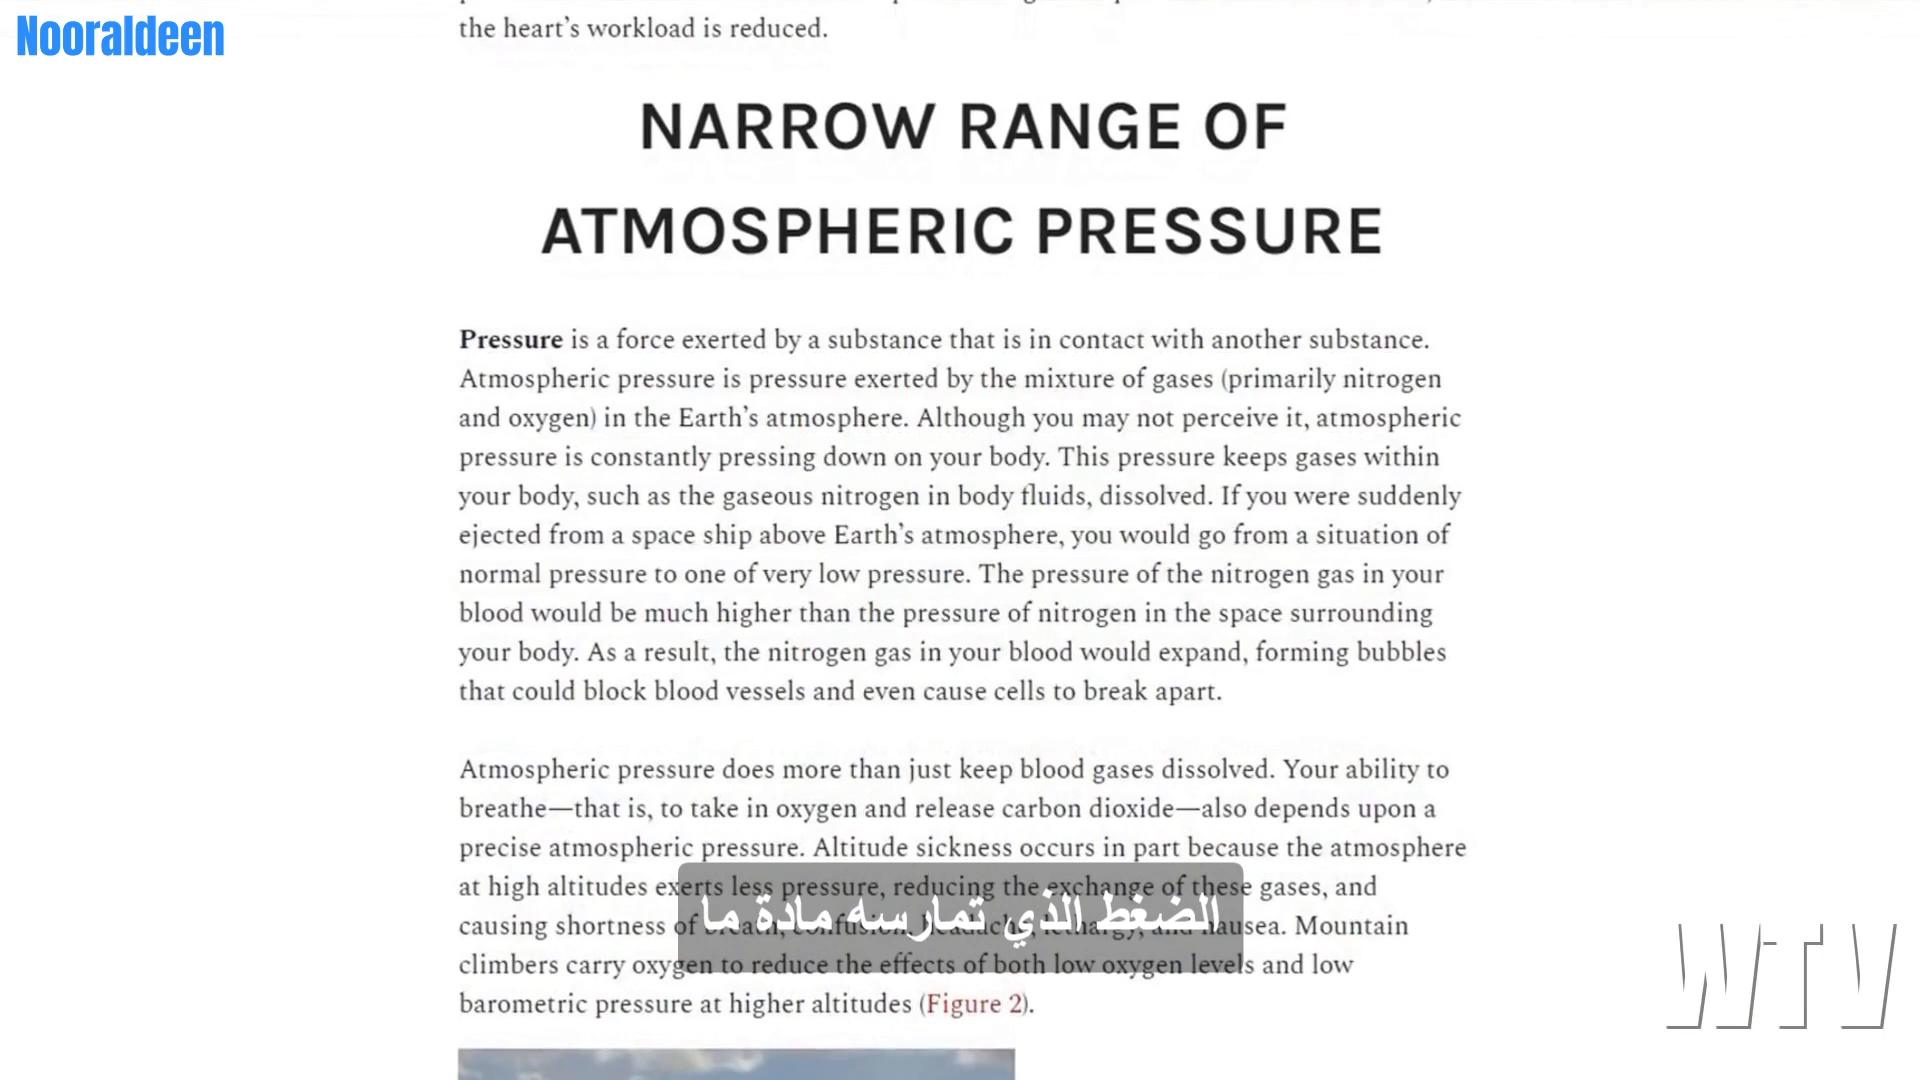 Nooraldeen
the heart's workload is reduced.
NARROW RANGE OF
ATMOSPHERIC PRESSURE
Pressure is a force exerted by a substance that is in contact with another substance.
Atmospheric pressure is pressure exerted by the mixture of gases (primarily nitrogen
and oxygen) in the Earth's atmosphere. Although you may not perceive it, atmospheric
pressure is constantly pressing down on your body. This pressure keeps gases within
your body, such as the gaseous nitrogen in body fluids, dissolved. If you were suddenly
ejected from a space ship above Earth's atmosphere, you would go from a situation of
normal pressure to one of very low pressure. The pressure of the nitrogen gas in your
blood would be much higher than the pressure of nitrogen in the space surrounding
your body. As a result, the nitrogen gas in your blood would expand, forming bubbles
that could block blood vessels and even cause cells to break apart.
Atmospheric pressure does more than just keep blood gases dissolved. Your ability to
breathe—that is, to take in oxygen and release carbon dioxide—also depends upon a
precise atmospheric pressure. Altitude sickness occurs in part because the atmosphere
at high altitudes exerts less pressure, reducing the exchange of these gases, and
causing shortness of breath, confusion, headache, lethargy, and nausea. Mountain
climbers carry oxygen to reduce the effects of both low oxygen levels and low
barometric pressure at higher altitudes (Figure 2).
الضغط الذي تمارسه مادة ما
WTV